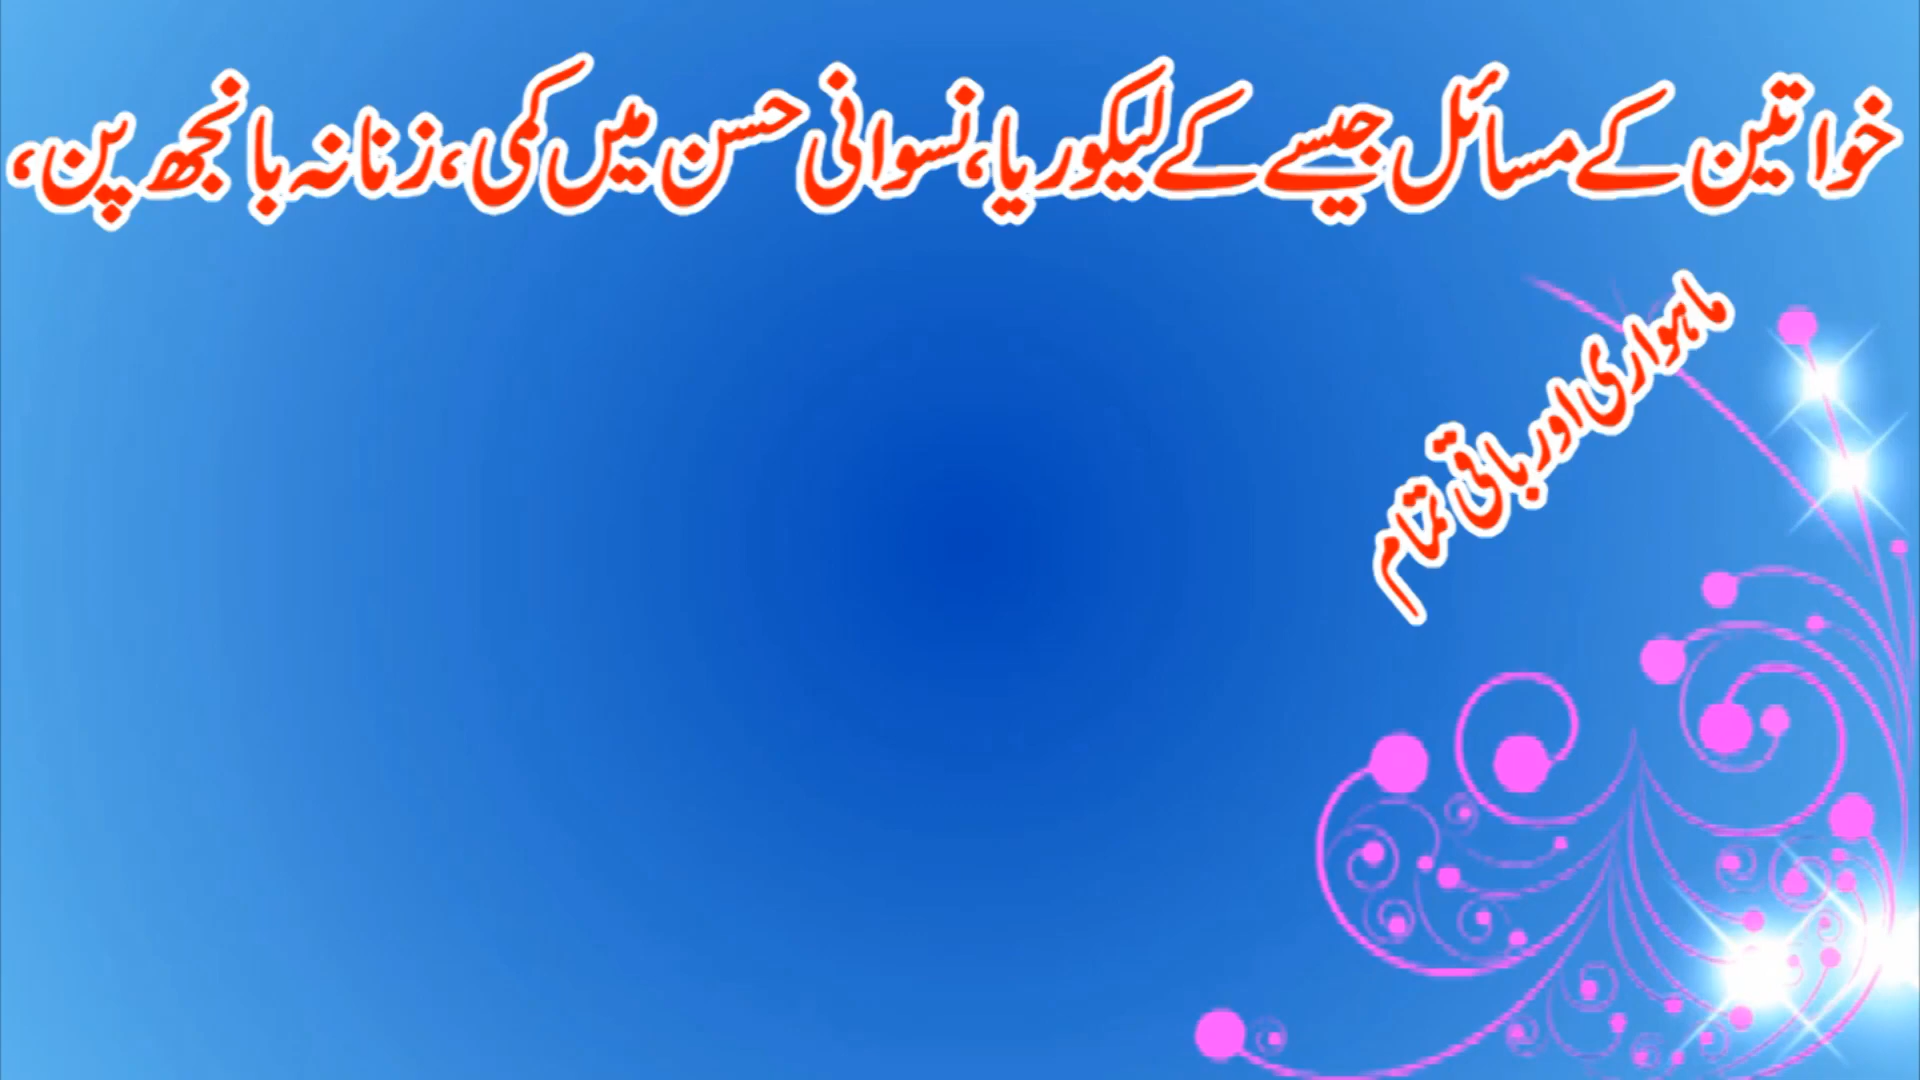 خواتین کے مسائل جیسے کے لیکوریا، نسوانی حسن میں کمی، زنانہ بانجھ پن،
ماہواری اور باقی تمام